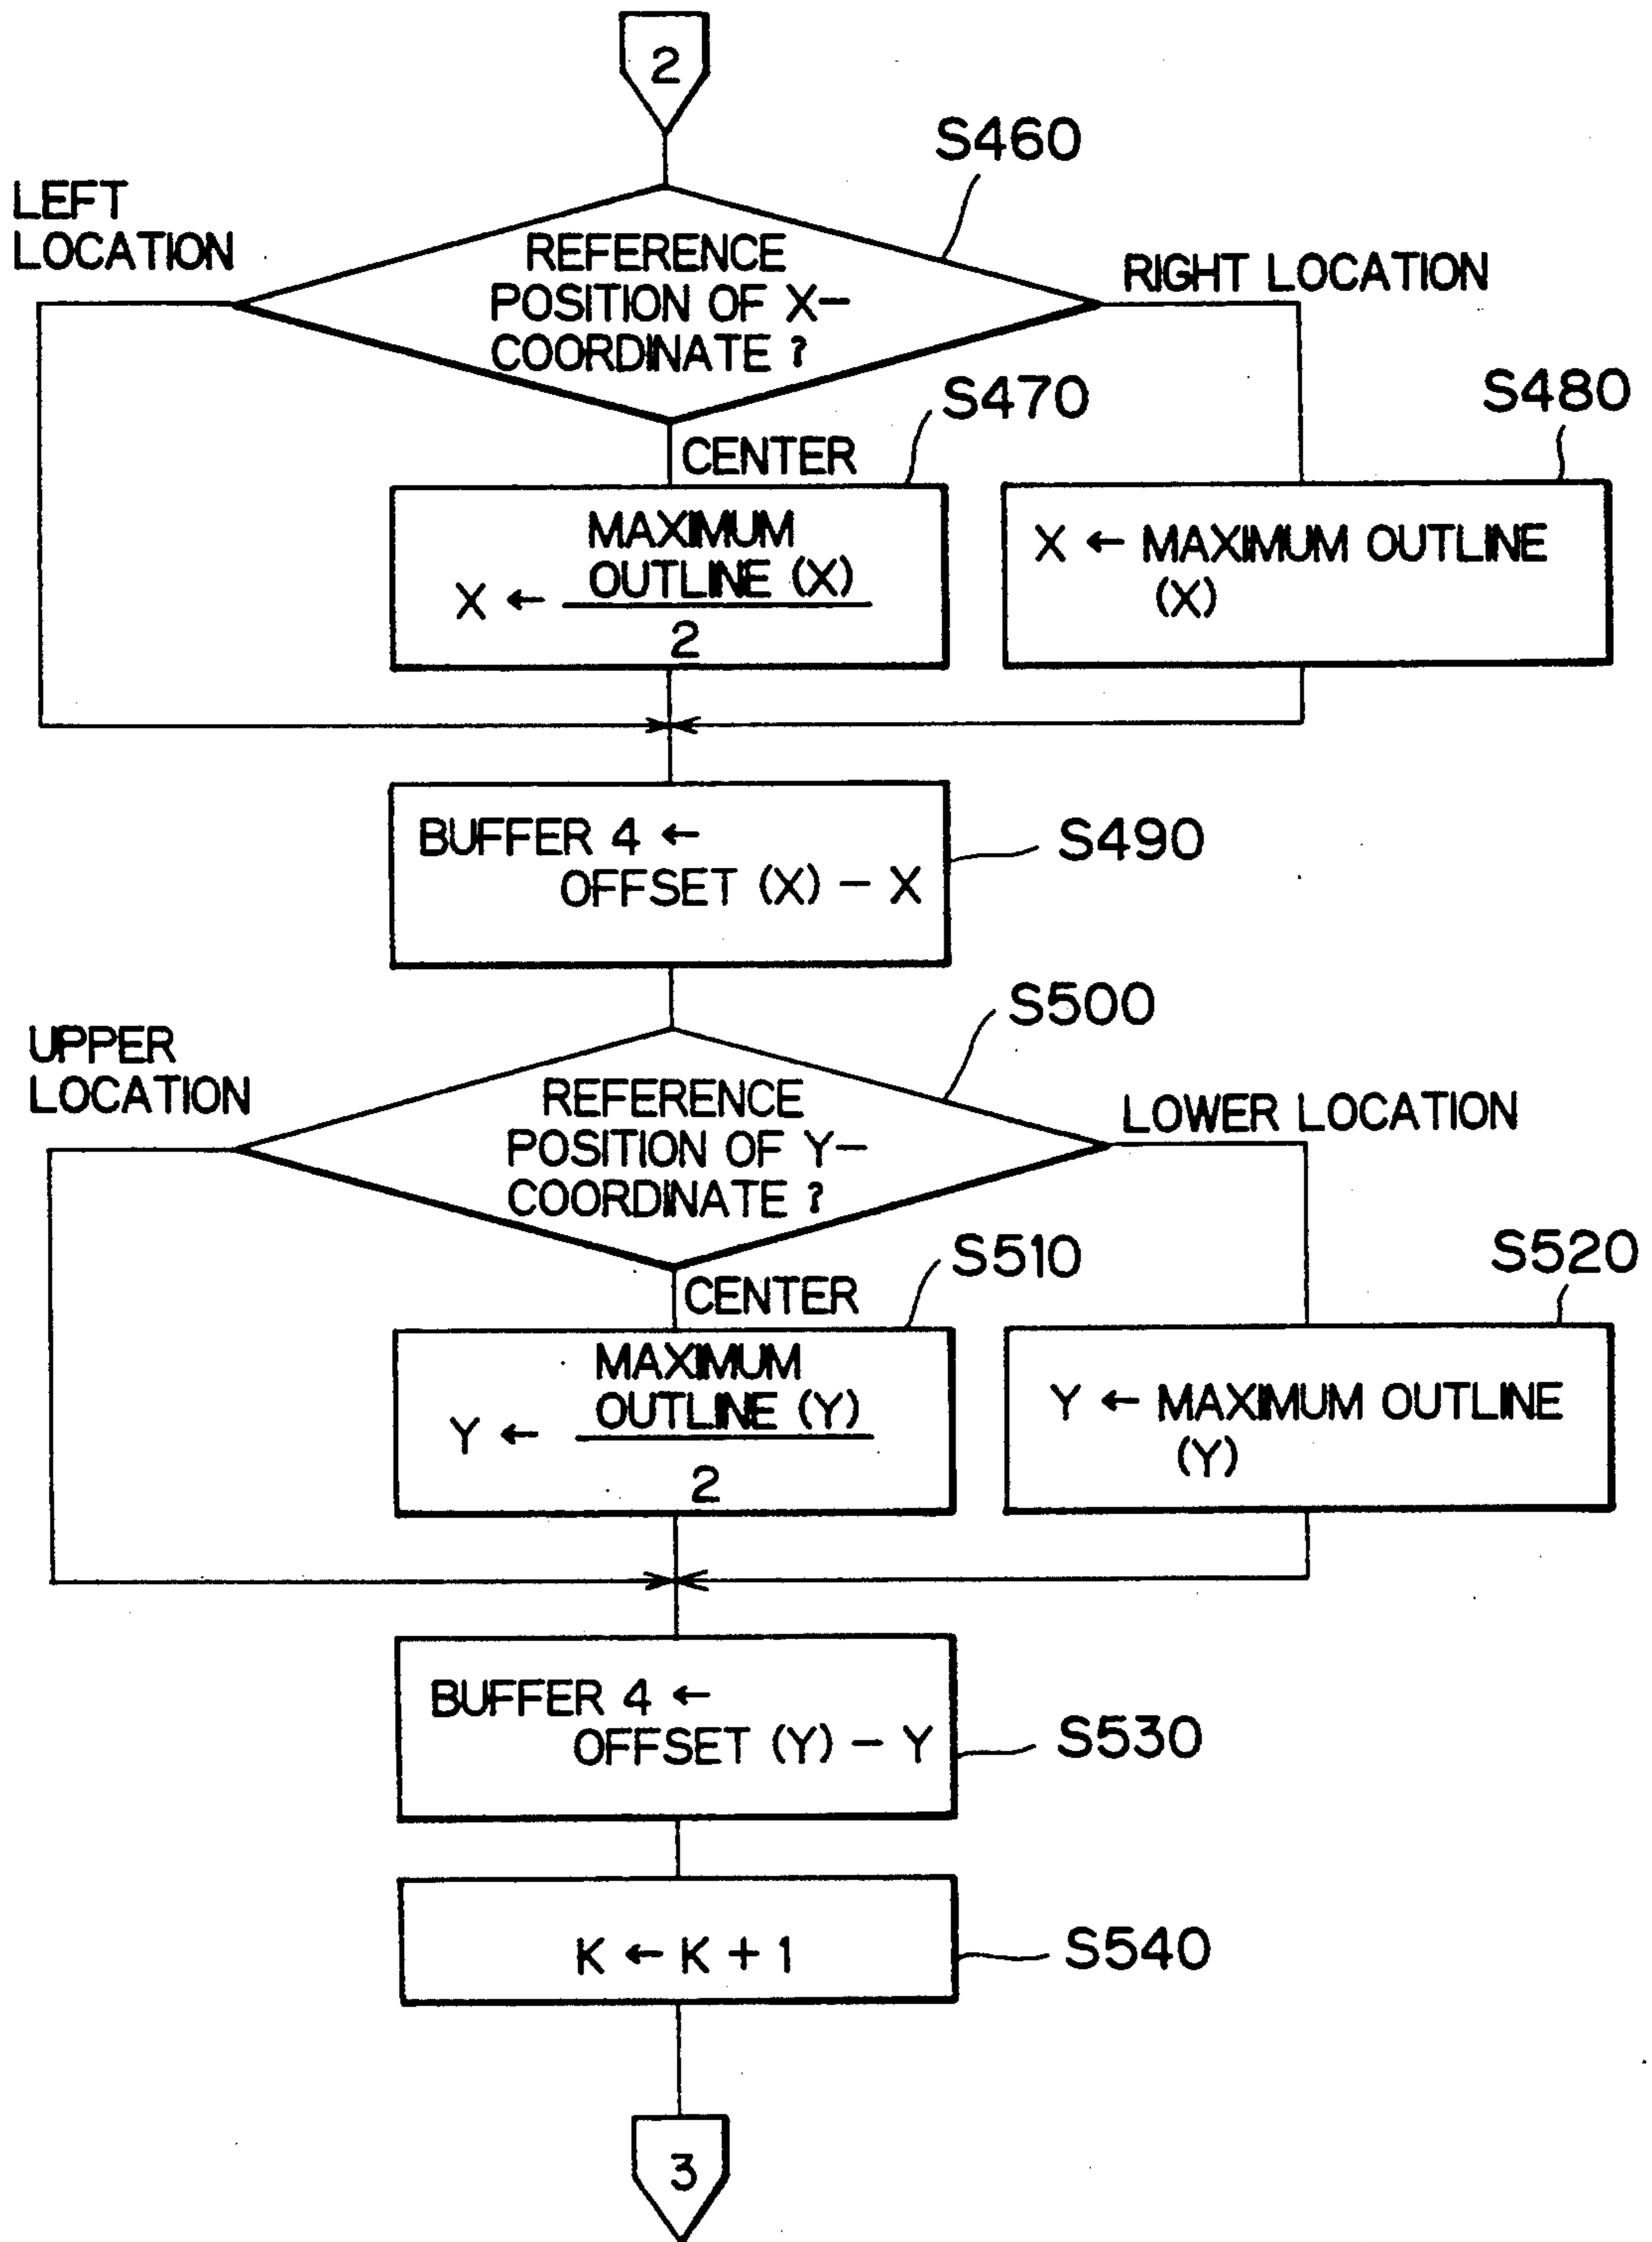 2
S460
LEFT
LOCATION
REFERENCE
POSITION OF X-
COORDINATE ?
RIGHT LOCATION
S470
S480
CENTER
MAXIMUM
OUTLINE (X)
X ←
2
X ← MAXIMUM OUTLINE
(X)
BUFFER 4 ←
OFFSET (X) - X
S490
S500
UPPER
LOCATION
REFERENCE
POSITION OF Y-
COORDINATE ?
LOWER LOCATION
S510
S520
CENTER
MAXIMUM
OUTLINE (Y)
Y ←
2
Y ← MAXIMUM OUTLINE
(Y)
BUFFER 4 ←
OFFSET (Y) - Y
S530
K ← K + 1
S540
3